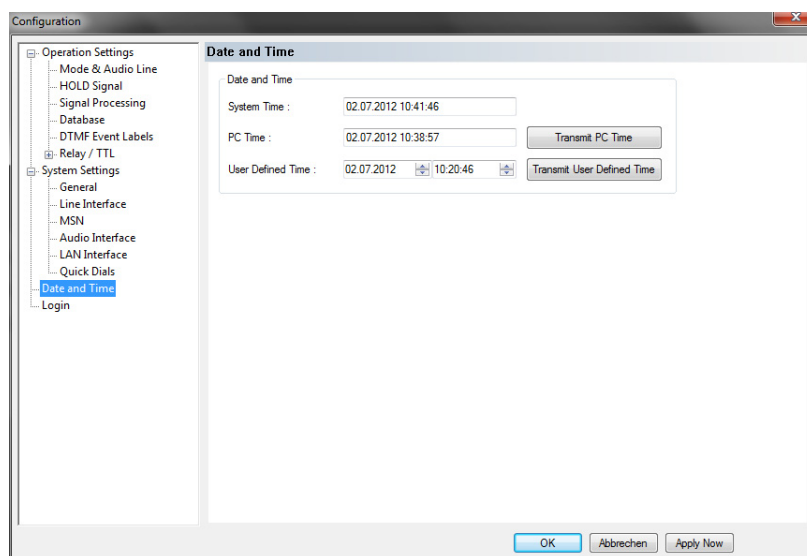 Configuration
Operation Settings
Mode & Audio Line
HOLD Signal
Signal Processing
Database
DTMF Event Labels
Relay / TTL
System Settings
General
Line Interface
MSN
Audio Interface
LAN Interface
Quick Dials
Date and Time
Login
Date and Time
Date and Time
System Time : 02.07.2012 10:41:46
PC Time : 02.07.2012 10:38:57 Transmit PC Time
User Defined Time : 02.07.2012 10:20:46 Transmit User Defined Time
OK Abbrechen Apply Now